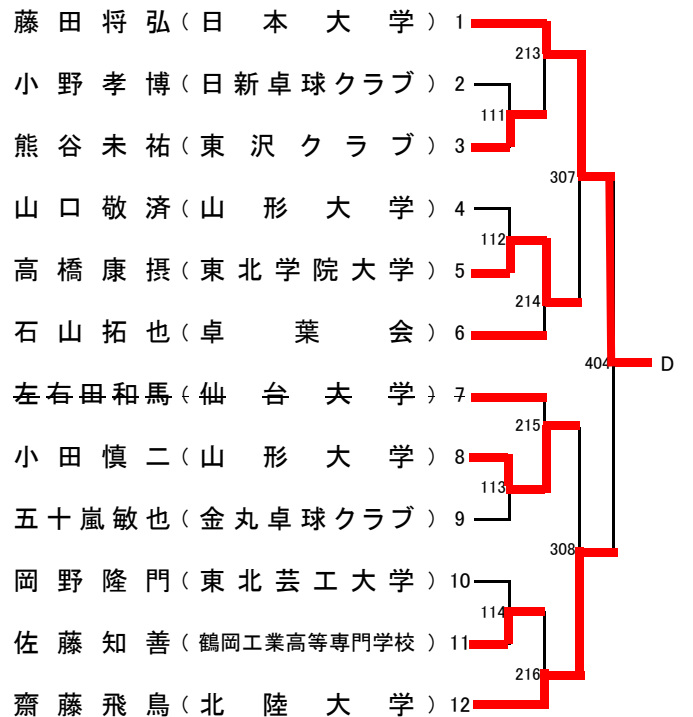 藤田将弘（日本大学）1
213
小野孝博（日新卓球クラブ）2
111
熊谷未祐（東沢クラブ）3
307
山口敬済（山形大学）4
112
高橋康摂（東北学院大学）5
214
石山拓也（卓葉会）6
404 D
左右田和馬（仙台大学）7
215
小田慎二（山形大学）8
113
五十嵐敏也（金丸卓球クラブ）9
308
岡野隆門（東北芸工大学）10
114
佐藤知善（鶴岡工業高等専門学校）11
216
齋藤飛鳥（北陸大学）12